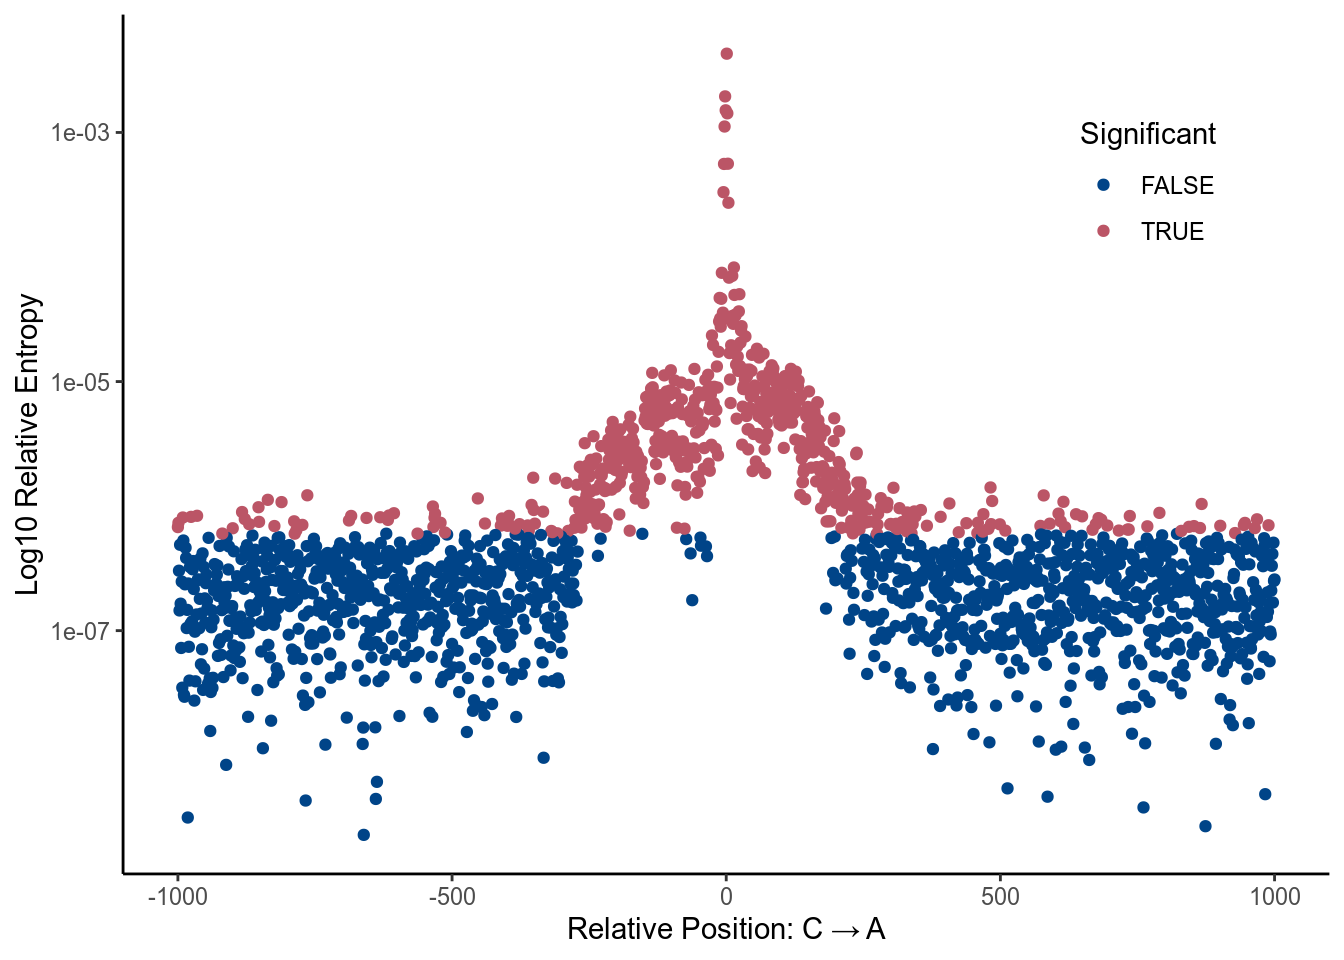 Log10 Relative Entropy
1e-03
1e-05
1e-07
Significant
FALSE
TRUE
-1000
-500
0
500
1000
Relative Position: C → A